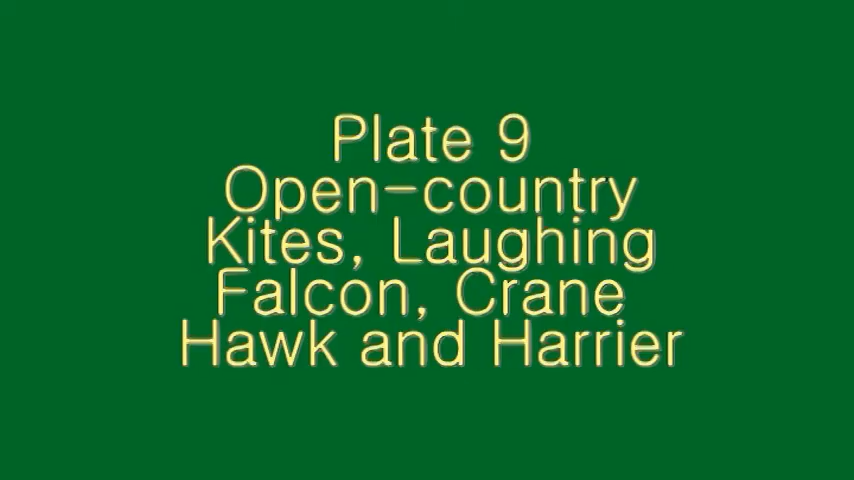 Plate 9
Open-country
Kites, Laughing
Falcon, Crane
Hawk and Harrier